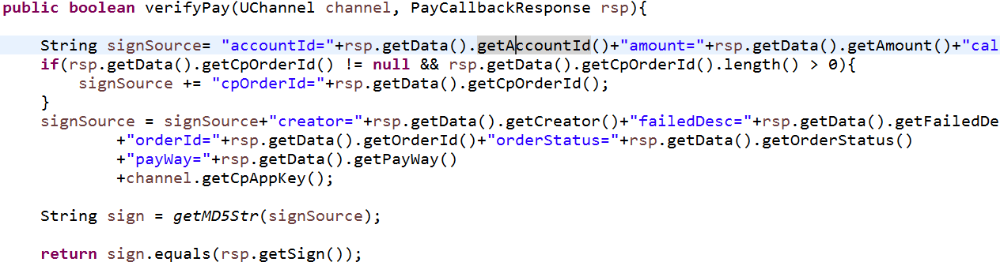 public boolean verifyPay(UChannel channel, PayCallbackResponse rsp){
String signSource= "accountId="+rsp.getData().getAccountId()+"amount="+rsp.getData().getAmount()+"cal
if(rsp.getData().getCpOrderId() != null && rsp.getData().getCpOrderId().length() > 0){
signSource += "cpOrderId="+rsp.getData().getCpOrderId();
}
signSource = signSource+"creator="+rsp.getData().getCreator()+"failedDesc="+rsp.getData().getFailedDe
+"orderId="+rsp.getData().getOrderId()+"orderStatus="+rsp.getData().getOrderStatus()
+"payWay="+rsp.getData().getPayWay()
+channel.getCpAppKey();
String sign = getMD5Str(signSource);
return sign.equals(rsp.getSign());